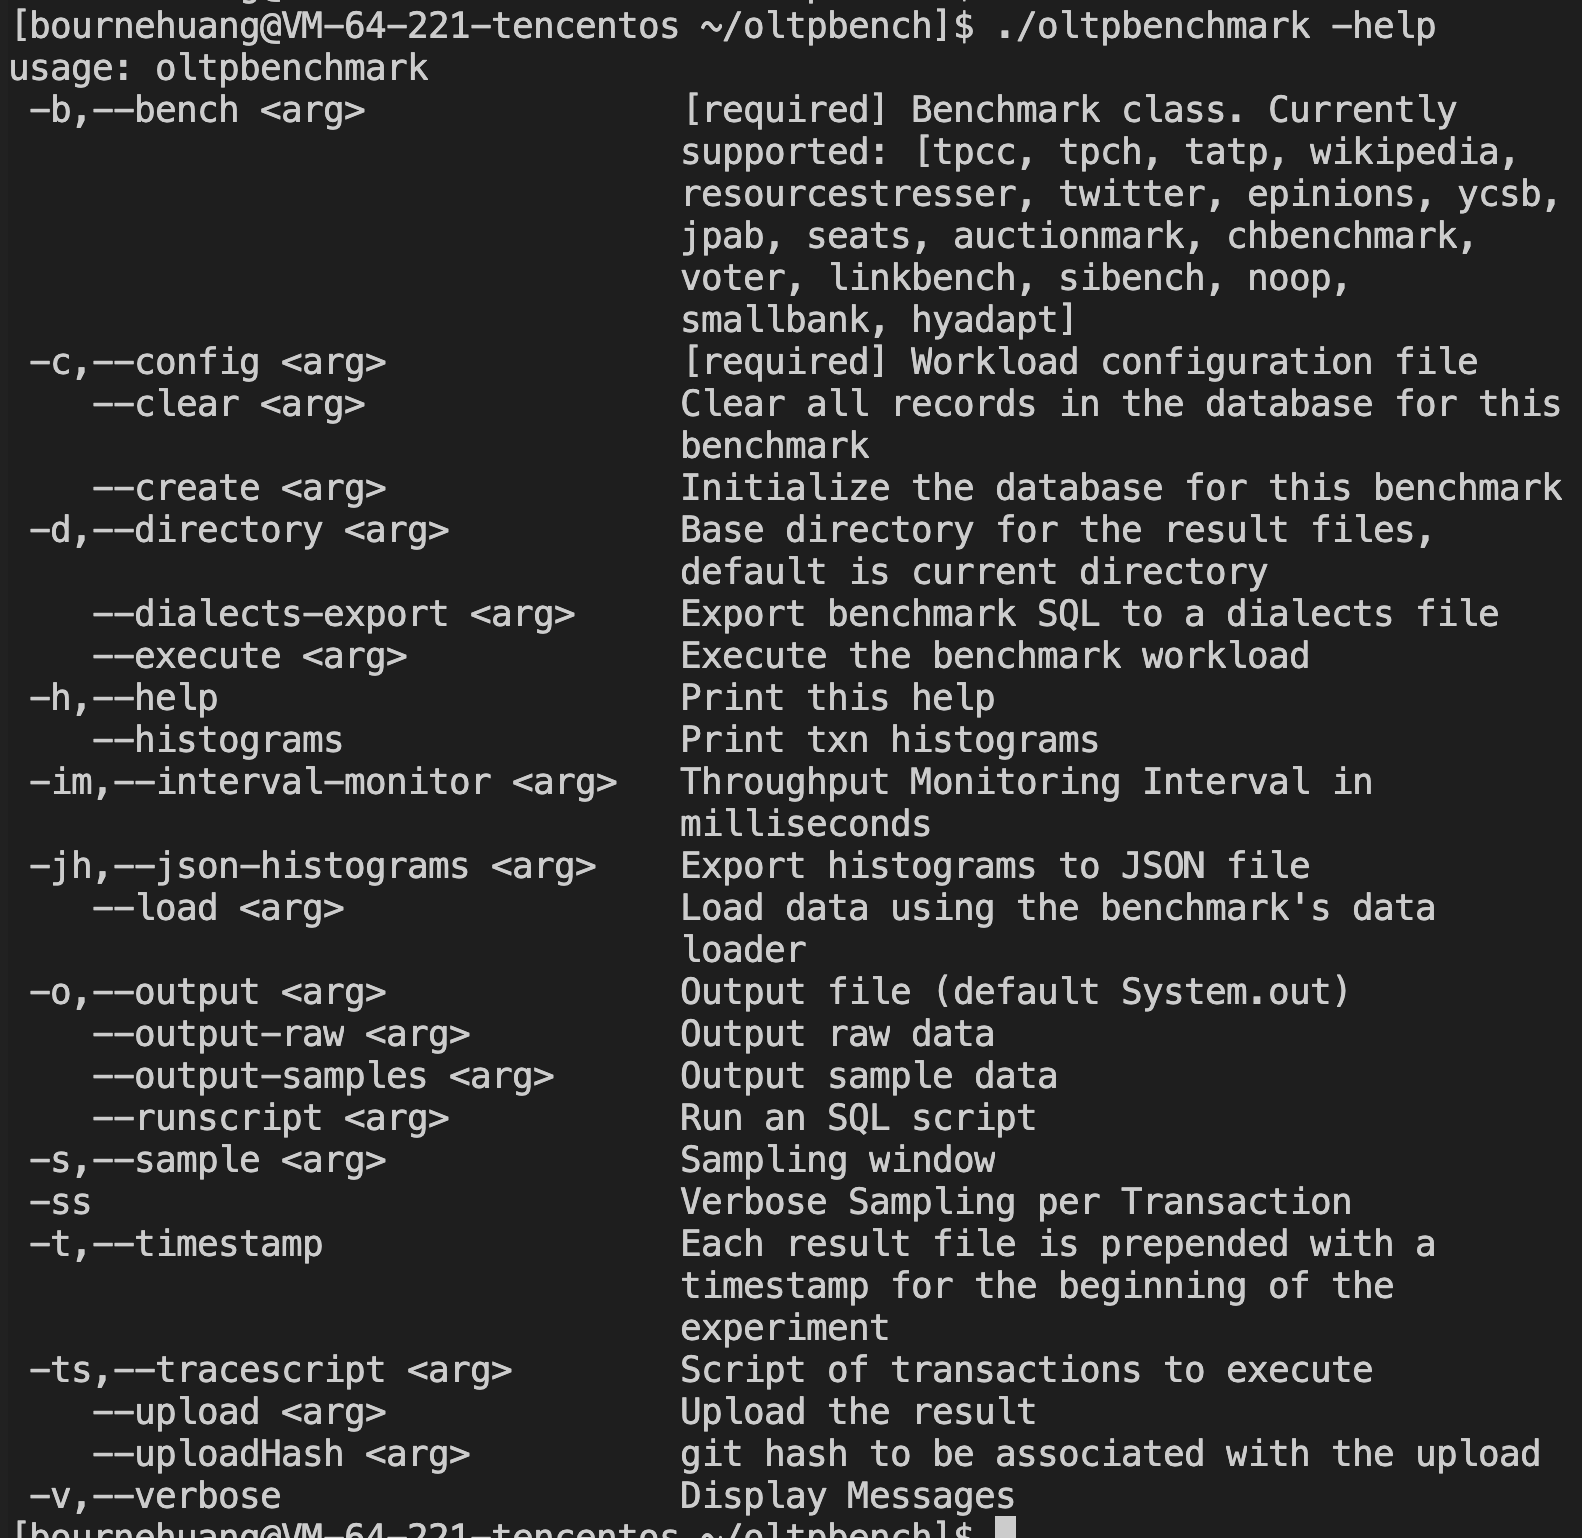 [bournehuang@VM-64-221-tencentos ~/oltpbench]$ ./oltpbenchmark -help
usage: oltpbenchmark
 -b,--bench <arg>               [required] Benchmark class. Currently
                                supported: [tpcc, tpch, tatp, wikipedia,
                                resourcestresser, twitter, epinions, ycsb,
                                jpab, seats, auctionmark, chbenchmark,
                                voter, linkbench, sibench, noop,
                                smallbank, hyadapt]
 -c,--config <arg>              [required] Workload configuration file
    --clear <arg>               Clear all records in the database for this
                                benchmark
    --create <arg>              Initialize the database for this benchmark
 -d,--directory <arg>           Base directory for the result files,
                                default is current directory
    --dialects-export <arg>     Export benchmark SQL to a dialects file
    --execute <arg>             Execute the benchmark workload
 -h,--help                      Print this help
    --histograms                Print txn histograms
 -im,--interval-monitor <arg>   Throughput Monitoring Interval in
                                milliseconds
 -jh,--json-histograms <arg>    Export histograms to JSON file
    --load <arg>                Load data using the benchmark's data
                                loader
 -o,--output <arg>              Output file (default System.out)
    --output-raw <arg>          Output raw data
    --output-samples <arg>      Output sample data
    --runscript <arg>           Run an SQL script
 -s,--sample <arg>              Sampling window
 -ss                            Verbose Sampling per Transaction
 -t,--timestamp                 Each result file is prepended with a
                                timestamp for the beginning of the
                                experiment
 -ts,--tracescript <arg>        Script of transactions to execute
    --upload <arg>              Upload the result
    --uploadHash <arg>          git hash to be associated with the upload
 -v,--verbose                   Display Messages
[bournehuang@VM-64-221-tencentos ~/oltpbench]$